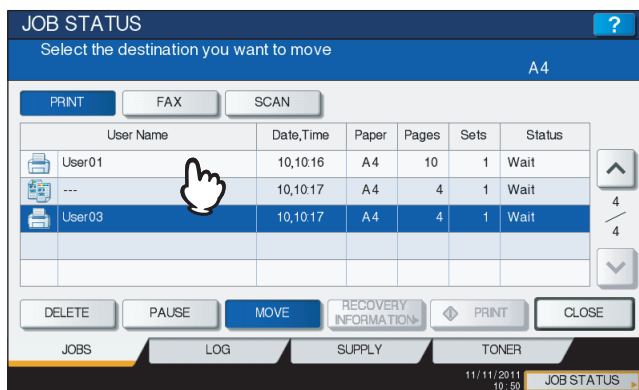 JOB STATUS ?
Select the destination you want to move
A4
PRINT FAX SCAN
User Name Date,Time Paper Pages Sets Status
User01 10,10:16 A4 10 1 Wait
--- 10,10:17 A4 4 1 Wait
User03 10,10:17 A4 4 1 Wait
4
4
DELETE PAUSE MOVE RECOVERY INFORMATION PRINT CLOSE
JOBS LOG SUPPLY TONER
11/11/2011
10:50 JOB STATUS